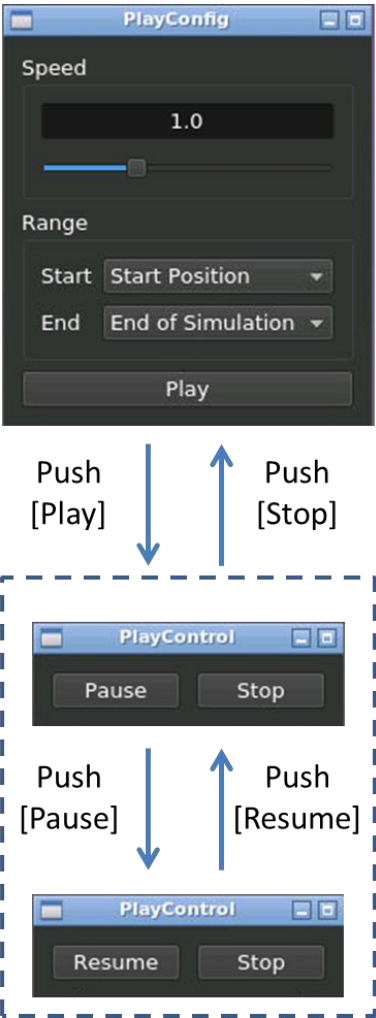 PlayConfig
Speed
1.0
Range
Start Start Position
End End of Simulation
Play
Push
[Play]
Push
[Stop]
PlayControl
Pause Stop
Push
[Pause]
Push
[Resume]
PlayControl
Resume Stop